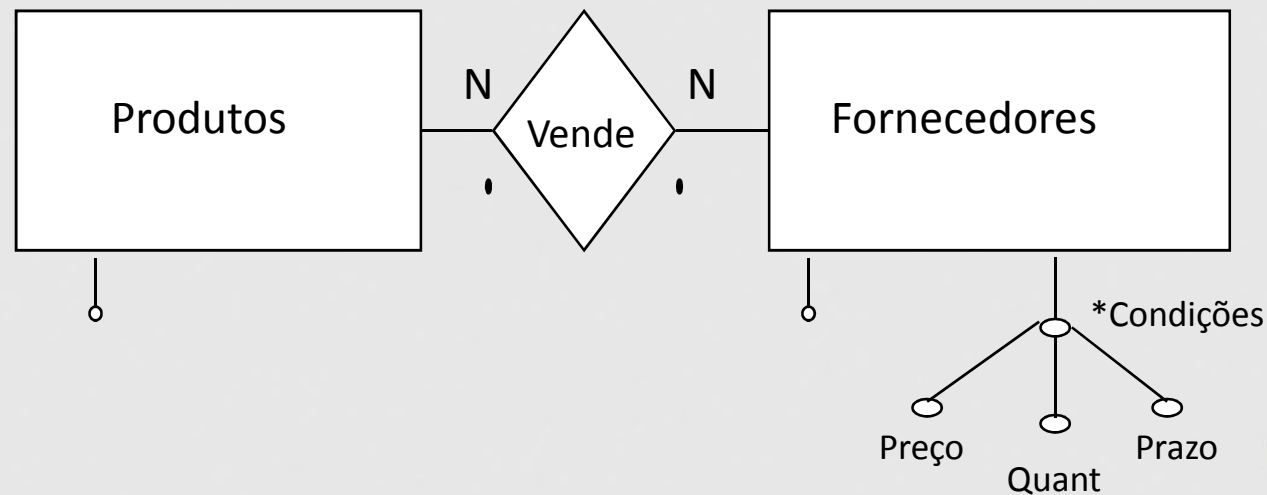 Produtos
N
Vende
N
Fornecedores
*Condições
Preço
Quant
Prazo